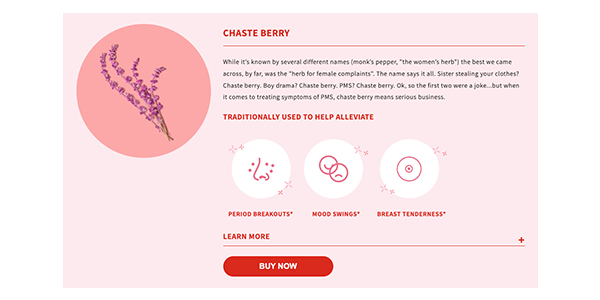 CHASTE BERRY
While it's known by several different names (monk's pepper, "the women's herb") the best we came
across, by far, was the "herb for female complaints". The name says it all. Sister stealing your clothes?
Chaste berry. Boy drama? Chaste berry. PMS? Chaste berry. Ok, so the first two were a joke...but when
it comes to treating symptoms of PMS, chaste berry means serious business.
TRADITIONALLY USED TO HELP ALLEVIATE
PERIOD BREAKOUTS* MOOD SWINGS* BREAST TENDERNESS*
LEARN MORE +
BUY NOW